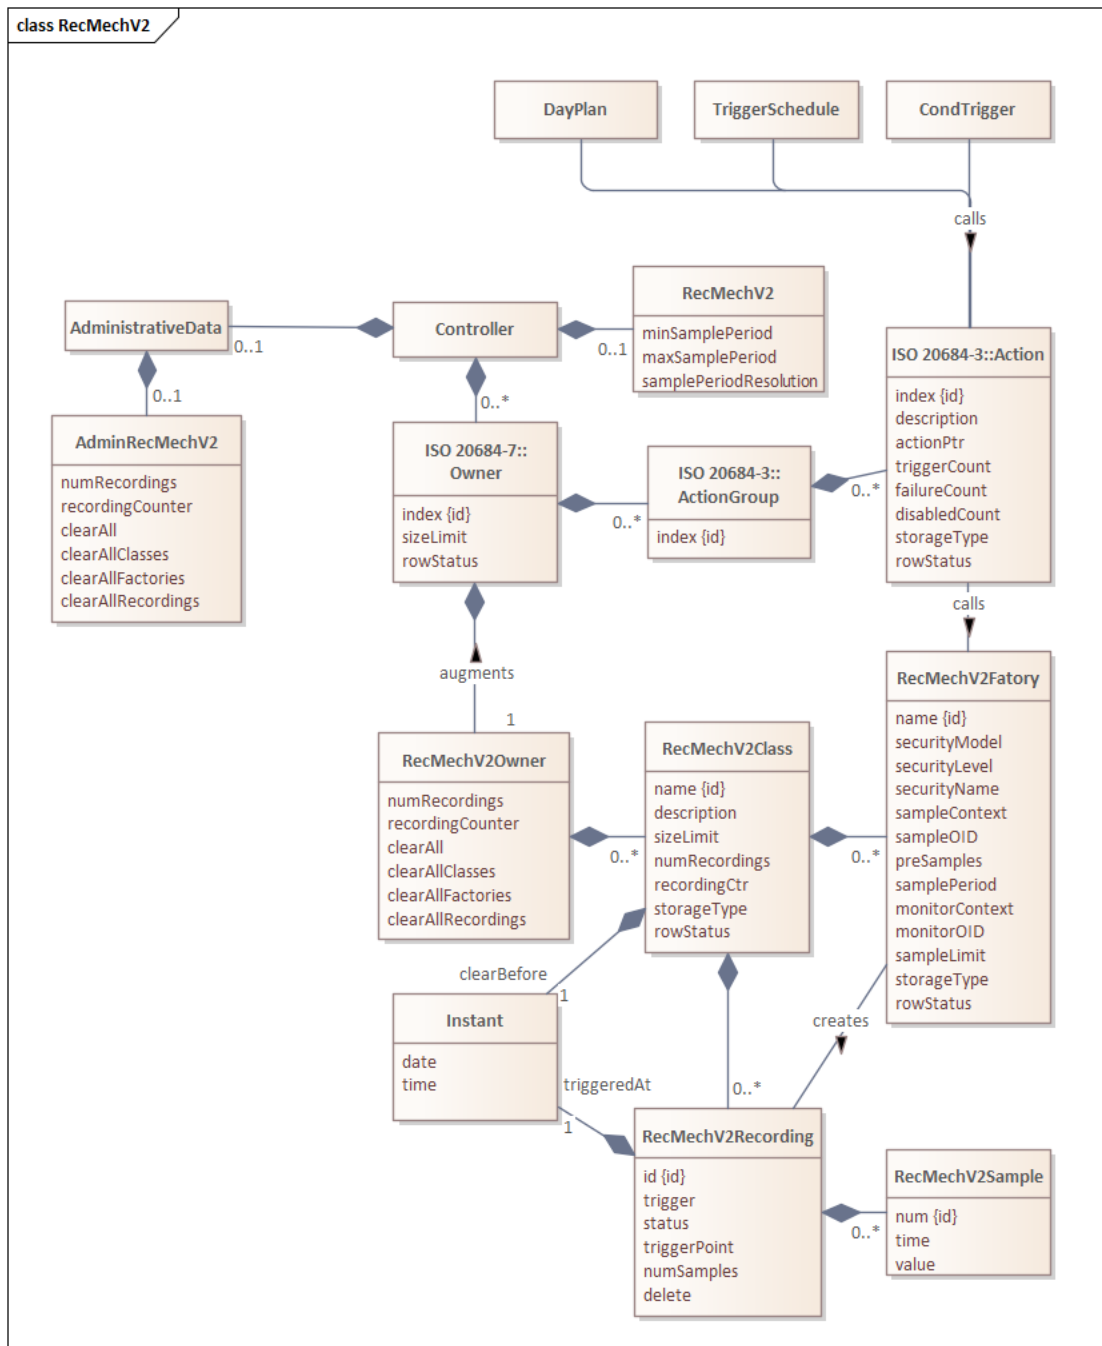 class RecMechV2
DayPlan
TriggerSchedule
CondTrigger
calls
AdministrativeData
0..1
Controller
RecMechV2
minSamplePeriod
maxSamplePeriod
samplePeriodResolution
0..1
ISO 20684-3::Action
index {id}
description
actionPtr
triggerCount
failureCount
disabledCount
storageType
rowStatus
0..1
AdminRecMechV2
numRecordings
recordingCounter
clearAll
clearAllClasses
clearAllFactories
clearAllRecordings
0..*
ISO 20684-7::
Owner
index {id}
sizeLimit
rowStatus
0..*
ISO 20684-3::
ActionGroup
index {id}
0..*
calls
augments
1
RecMechV2Owner
numRecordings
recordingCounter
clearAll
clearAllClasses
clearAllFactories
clearAllRecordings
0..*
RecMechV2Class
name {id}
description
sizeLimit
numRecordings
recordingCtr
storageType
rowStatus
0..*
RecMechV2Fatory
name {id}
securityModel
securityLevel
securityName
sampleContext
sampleOID
preSamples
samplePeriod
monitorContext
monitorOID
sampleLimit
storageType
rowStatus
clearBefore
1
Instant
date
time
creates
triggeredAt
1
0..*
RecMechV2Recording
id {id}
trigger
status
triggerPoint
numSamples
delete
0..*
RecMechV2Sample
num {id}
time
value